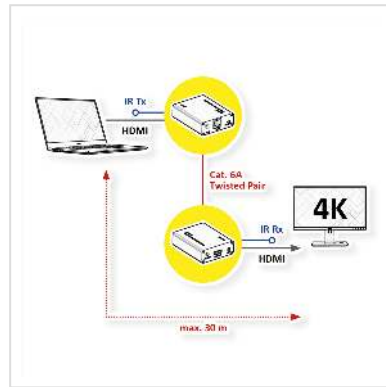 IR Tx
HDMI
Cat. 6A
Twisted Pair
4K
IR Rx
HDMI
max. 30 m